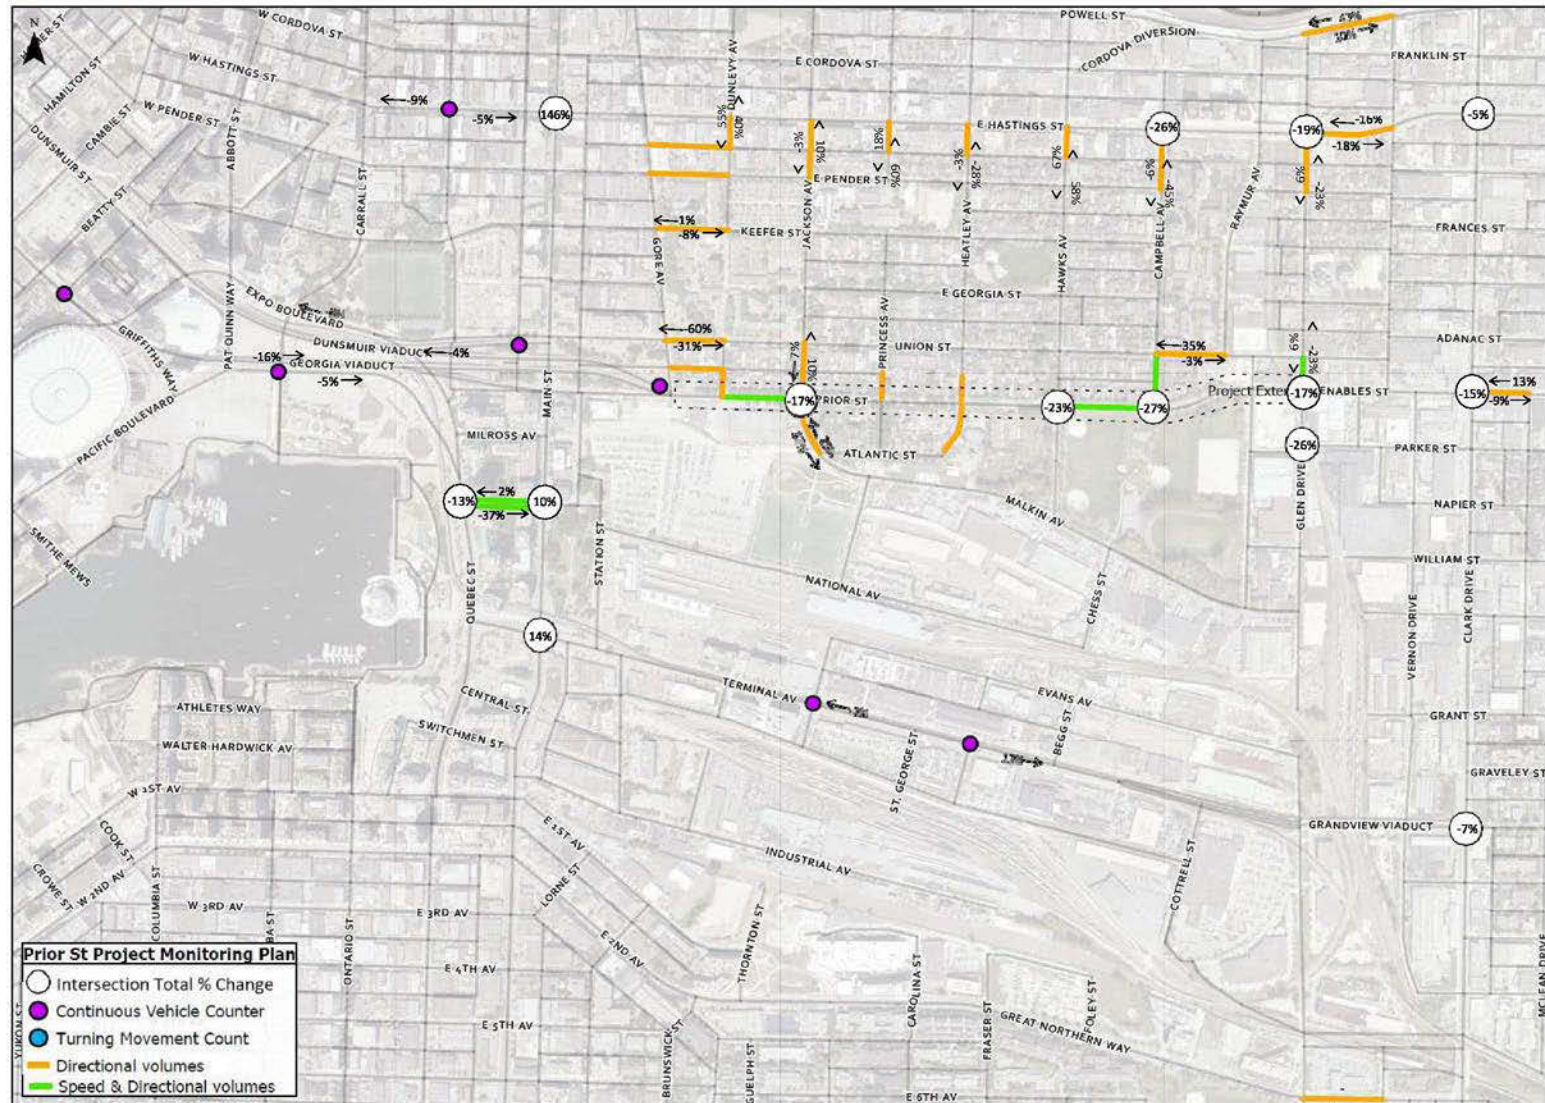 N
POWELL ST
W CORDOVA ST
CORDOVA DIVERSION
FRANKLIN ST
W HASTINGS ST
E CORDOVA ST
HAMILTON ST
CAMBIE ST
W PENDER ST
DUNLEVY AV
←-9%
-5%→
146%
55%
40%
E HASTINGS ST
-26%
-19%
←-16%
-18%→
-5%
DUNSMUIR ST
ABBOTT ST
-3%
10%
18%
60%
-3%
-28%
67%
58%
-9%
-45%
-23%
E PENDER ST
BEATTY ST
CARRALL ST
JACKSON AV
HEATLEY AV
HAWKS AV
CAMPBELL AV
RAYMUR AV
←-1%
-8%→
KEEFER ST
FRANCES ST
GORE AV
E GEORGIA ST
EXPO BOULEVARD
GRIFFITHS WAY
PAT QUINN WAY
PRINCESS AV
DUNSMUIR VIADUC
←-4%
←-60%
-31%→
7%
10%
UNION ST
←35%
-3%→
-23%
ADANAC ST
-16%→
GEORGIA VIADUCT
-5%→
MAIN ST
-17%
PRIOR ST
-23%
-27%
Project Exte
-17%
ENABLES ST
-15%
←13%
-9%→
PACIFIC BOULEVARD
MILROSS AV
ATLANTIC ST
-26%
PARKER ST
-13%
←2%
-37%→
10%
MALKIN AV
GLEN DRIVE
NAPIER ST
SMITHE MEWS
QUEBEC ST
STATION ST
NATIONAL AV
CHESS ST
WILLIAM ST
VERNON DRIVE
CLARK DRIVE
14%
TERMINAL AV
EVANS AV
CENTRAL ST
ATHLETES WAY
SWITCHMEN ST
BEGG ST
GRANT ST
WALTER HARDWICK AV
ST. GEORGE ST
GRAVELEY ST
W 1ST AV
E 1ST AV
GRANDVIEW VIADUCT
-7%
COOK ST
INDUSTRIAL AV
CROWE ST
W 2ND AV
COLUMBIA ST
LORNE ST
COTTRELL ST
W 3RD AV
E 3RD AV
ONTARIO ST
E 2ND AV
THORNTON ST
E 4TH AV
CAROLINA ST
FOLEY ST
MCLEAN DRIVE
YUKON ST
E 5TH AV
FRASER ST
GREAT NORTHERN WAY
BRUNSWICK ST
GUELPH ST
E 6TH AV
Prior St Project Monitoring Plan
Intersection Total % Change
Continuous Vehicle Counter
Turning Movement Count
Directional volumes
Speed & Directional volumes